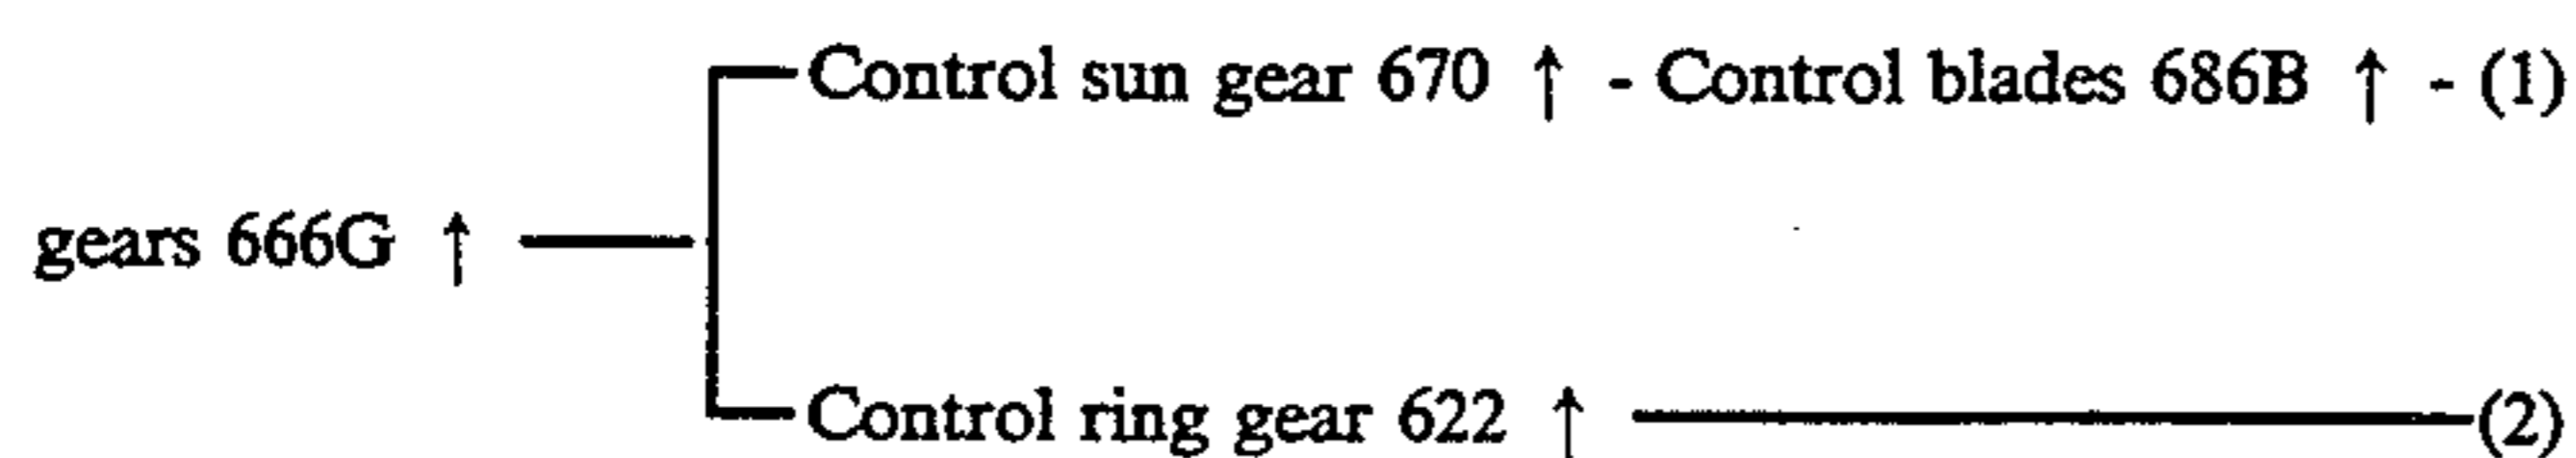 Control sun gear 670 ↑ - Control blades 686B ↑ - (1)
gears 666G ↑
Control ring gear 622 ↑ (2)